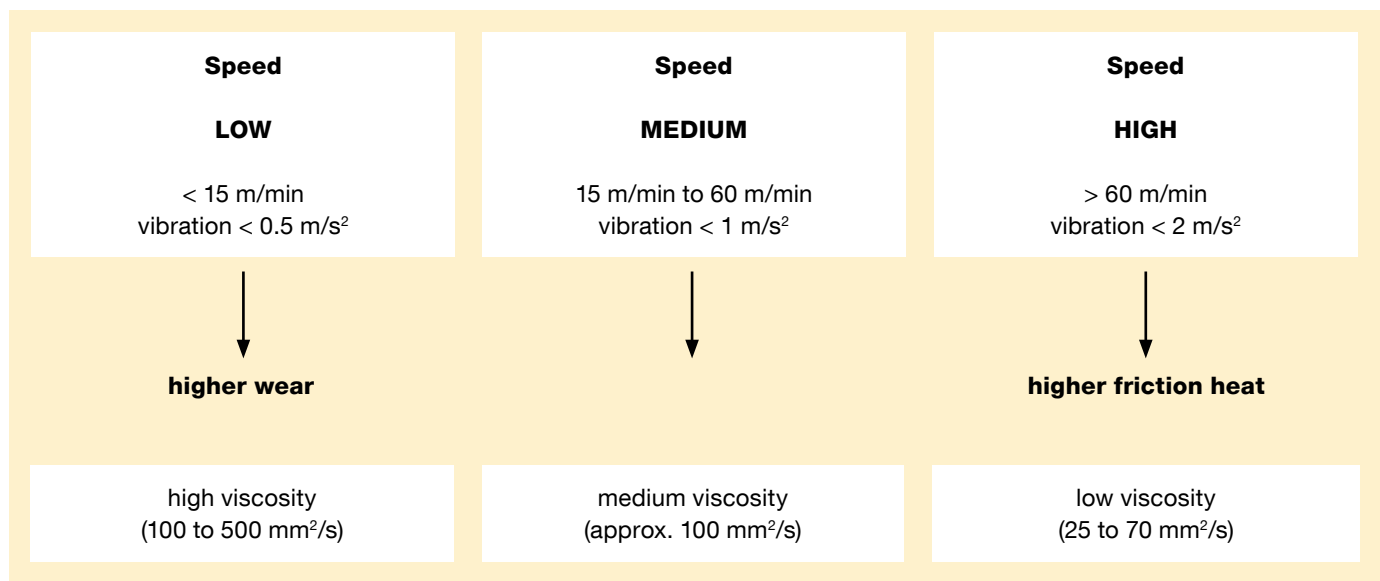 Speed
LOW
< 15 m/min
vibration < 0.5 m/s²
Speed
MEDIUM
15 m/min to 60 m/min
vibration < 1 m/s²
Speed
HIGH
> 60 m/min
vibration < 2 m/s²
higher wear
higher friction heat
high viscosity
(100 to 500 mm²/s)
medium viscosity
(approx. 100 mm²/s)
low viscosity
(25 to 70 mm²/s)